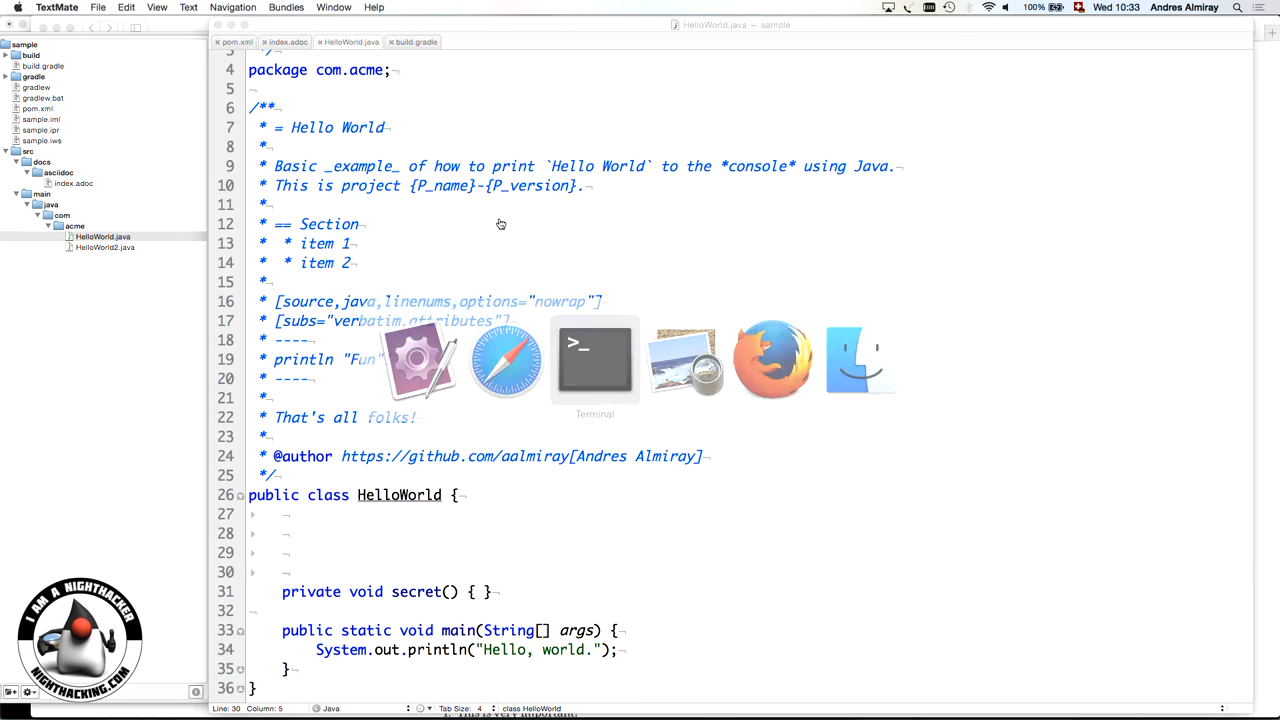 TextMate File Edit View Text Navigation Bundles Window Help
100% Wed 10:33 Andres Almiray
HelloWorld.java — sample
pom.xml index.adoc HelloWorld.java build.gradle
sample
build
build.gradle
gradle
gradlew
gradlew.bat
pom.xml
sample.iml
sample.ipr
sample.iws
src
docs
asciidoc
index.adoc
main
java
com
acme
HelloWorld.java
HelloWorld2.java
3 */
4 package com.acme;
5
6 /**
7 * = Hello World
8 *
9 * Basic _example_ of how to print `Hello World` to the *console* using Java.
10 * This is project {P_name}-{P_version}.
11 *
12 * == Section
13 * * item 1
14 * * item 2
15 *
16 * [source,java,linenums,options="nowrap"]
17 * [subs="verbatim,attributes"]
18 * ----
19 * println "Fun"
20 * ----
21 *
22 * That's all folks!
23 *
24 * @author https://github.com/aalmiray[Andres Almiray]
25 */
26 public class HelloWorld {
27
28
29
30
31 private void secret() { }
32
33 public static void main(String[] args) {
34 System.out.println("Hello, world.");
35 }
36 }
Terminal
I AM A NIGHTHACKER
NIGHTHACKING.COM
Line: 30 Column: 5 Java Tab Size: 4 class HelloWorld
1. This is very important.